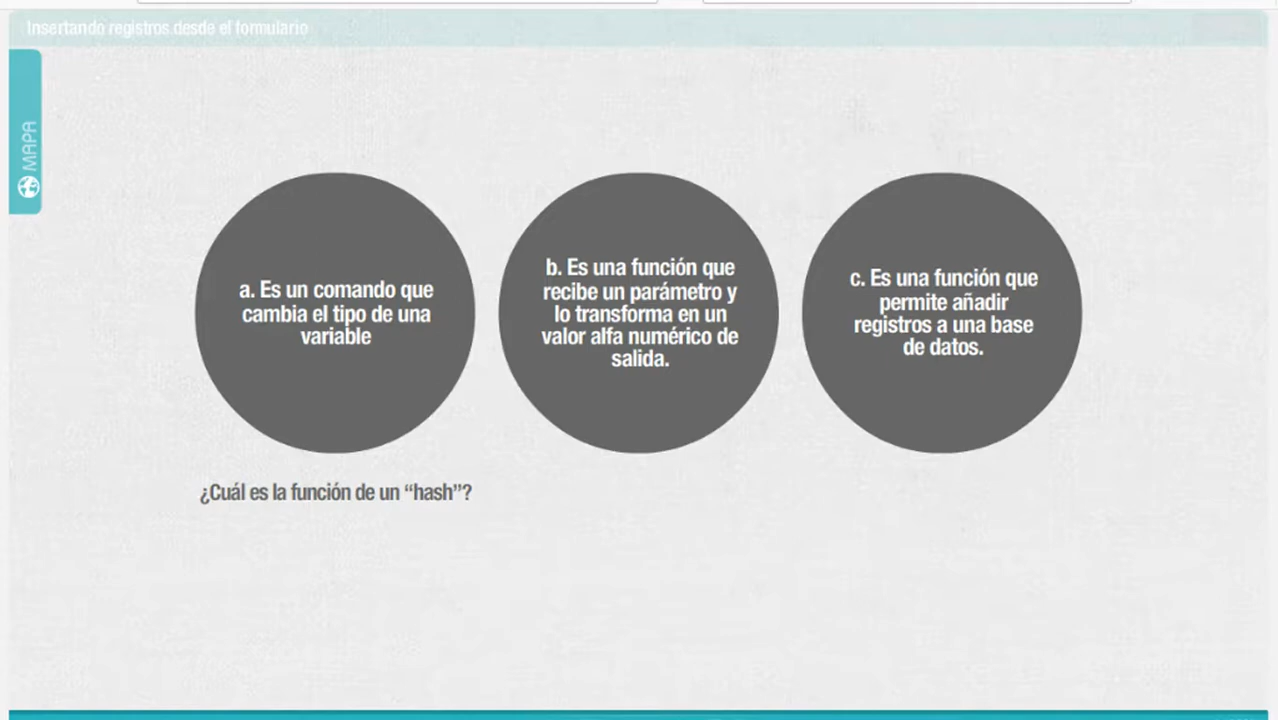 Insertando registros desde el formulario
MAPA
a. Es un comando que
cambia el tipo de una
variable
b. Es una función que
recibe un parámetro y
lo transforma en un
valor alfa numérico de
salida.
c. Es una función que
permite añadir
registros a una base
de datos.
¿Cuál es la función de un “hash”?